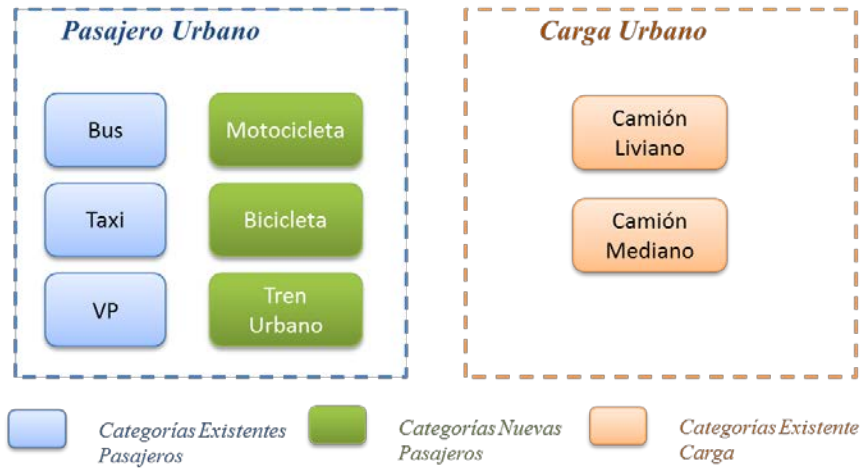 Pasajero Urbano
Bus
Motocicleta
Taxi
Bicicleta
VP
Tren
Urbano
Carga Urbano
Camión
Liviano
Camión
Mediano
Categorías Existentes
Pasajeros
Categorías Nuevas
Pasajeros
Categorías Existente
Carga